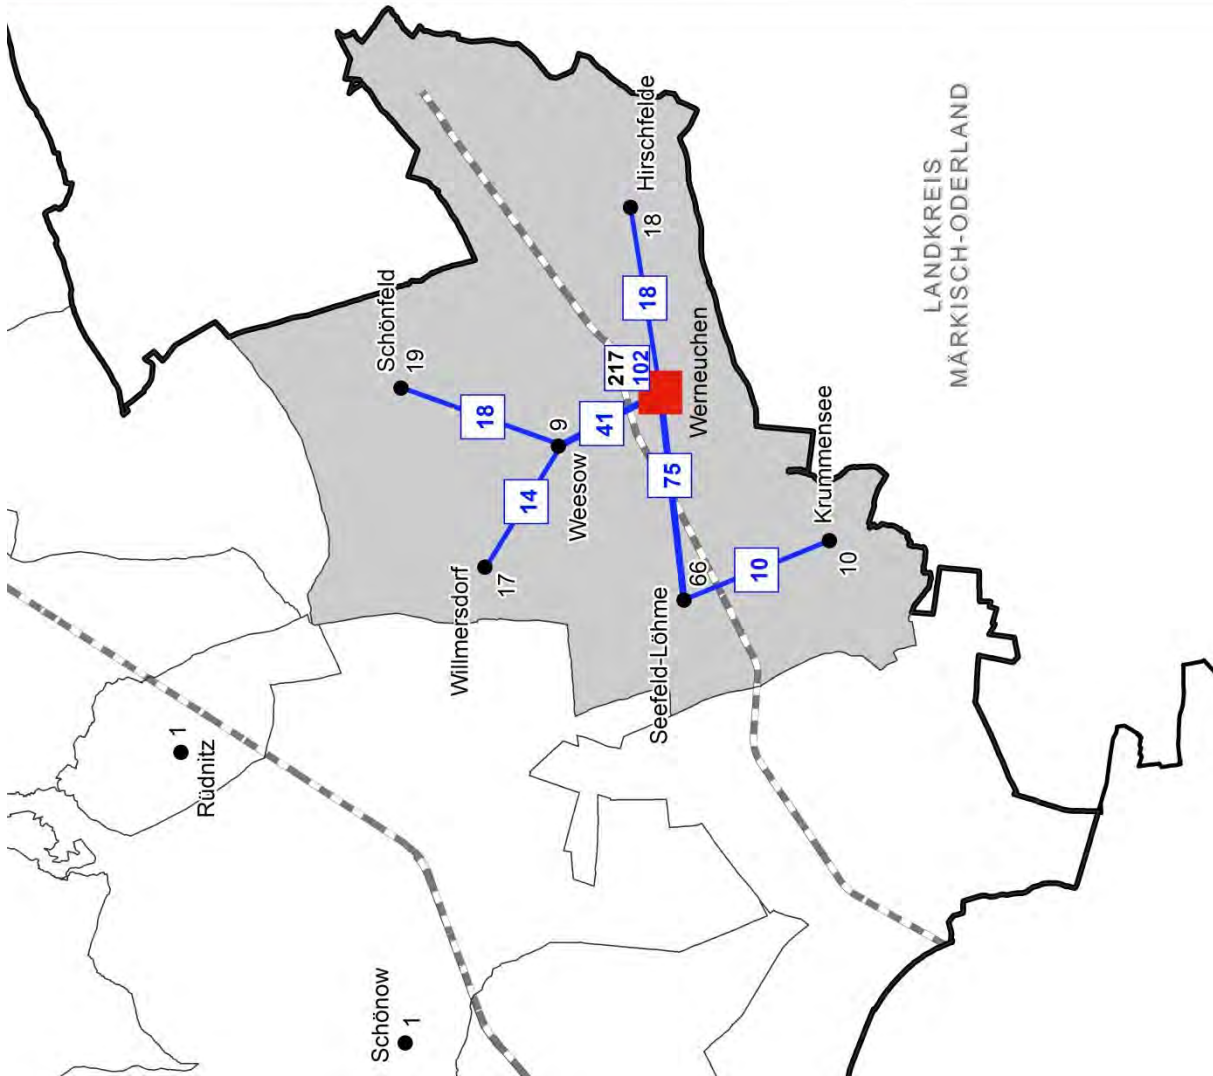 Schönow
1
Rüdnitz
1
Willmersdorf
17
Schönfeld
19
14
18
9
Weesow
41
217
102
18
Hirschfelde
18
Seefeld-Löhme
66
75
Werneuchen
10
Krummensee
10
LANDKREIS
MÄRKISCH-ODERLAND